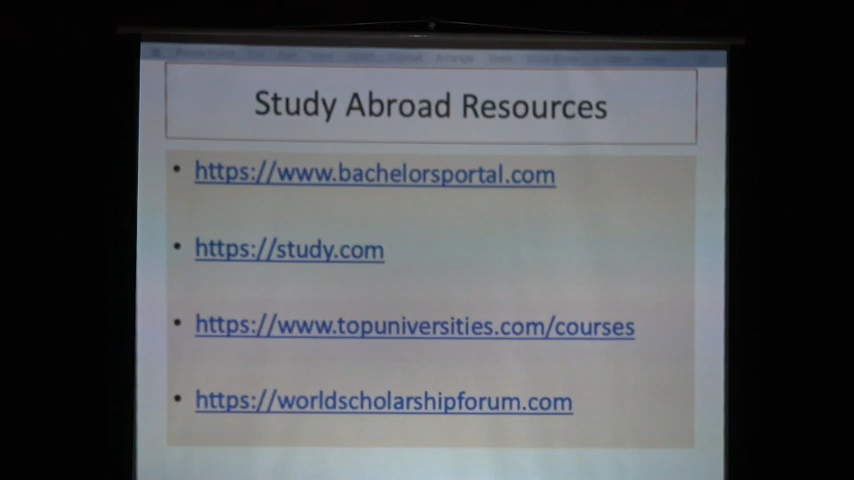 Study Abroad Resources
• https://www.bachelorsportal.com
• https://study.com
• https://www.topuniversities.com/courses
• https://worldscholarshipforum.com